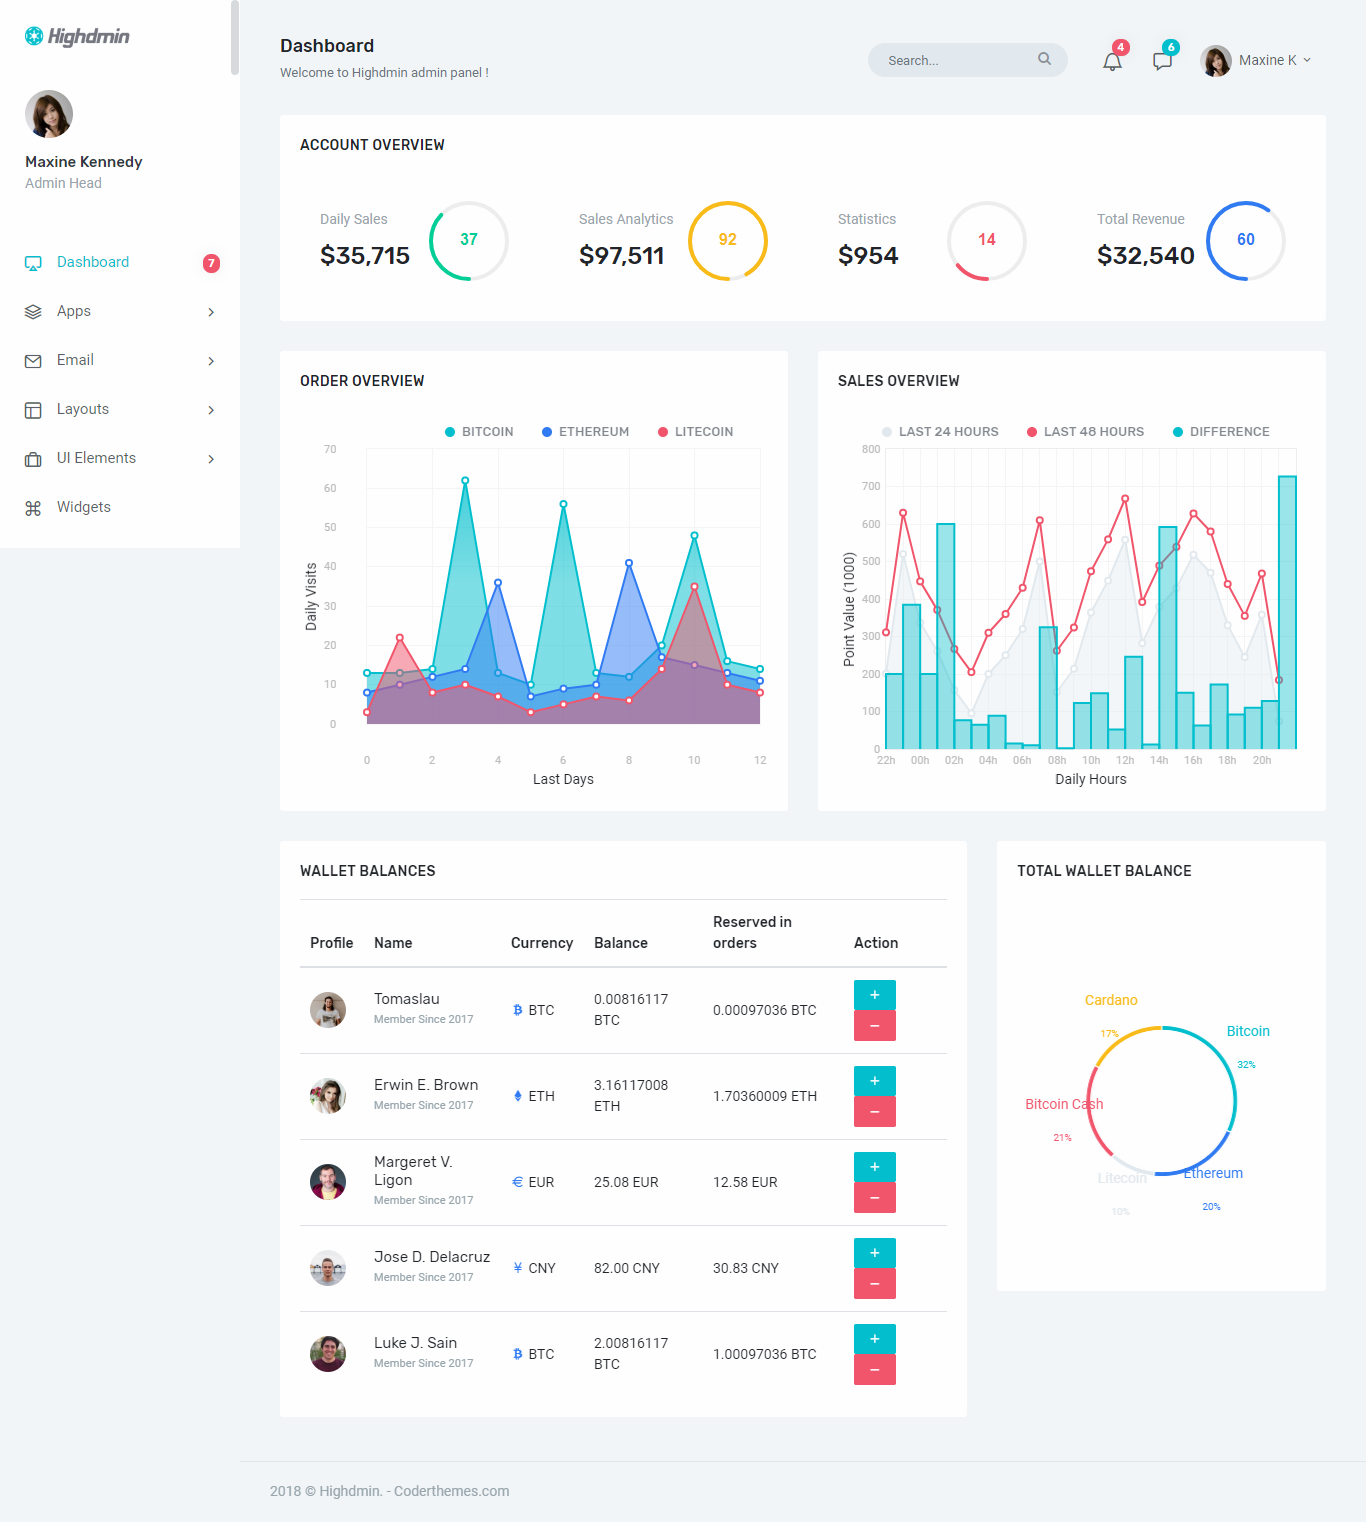 Highdmin
Maxine Kennedy
Admin Head
Dashboard
7
Apps
Email
Layouts
UI Elements
Widgets
Dashboard
Welcome to Highdmin admin panel !
Search...
4
6
Maxine K
ACCOUNT OVERVIEW
Daily Sales
$35,715
37
Sales Analytics
$97,511
92
Statistics
$954
14
Total Revenue
$32,540
60
ORDER OVERVIEW
BITCOIN ETHEREUM LITECOIN
70
60
50
40
30
20
10
0
Daily Visits
0 2 4 6 8 10 12
Last Days
SALES OVERVIEW
LAST 24 HOURS LAST 48 HOURS DIFFERENCE
800
700
600
500
400
300
200
100
0
Point Value (1000)
22h 00h 02h 04h 06h 08h 10h 12h 14h 16h 18h 20h
Daily Hours
WALLET BALANCES
Profile Name Currency Balance Reserved in orders Action
Tomaslau
Member Since 2017
BTC
0.00816117
BTC
0.00097036 BTC
+
−
Erwin E. Brown
Member Since 2017
ETH
3.16117008
ETH
1.70360009 ETH
+
−
Margeret V.
Ligon
Member Since 2017
€ EUR
25.08 EUR
12.58 EUR
+
−
Jose D. Delacruz
Member Since 2017
¥ CNY
82.00 CNY
30.83 CNY
+
−
Luke J. Sain
Member Since 2017
BTC
2.00816117
BTC
1.00097036 BTC
+
−
TOTAL WALLET BALANCE
Cardano
17%
Bitcoin
32%
Bitcoin Cash
21%
Litecoin
10%
Ethereum
20%
2018 © Highdmin. - Coderthemes.com